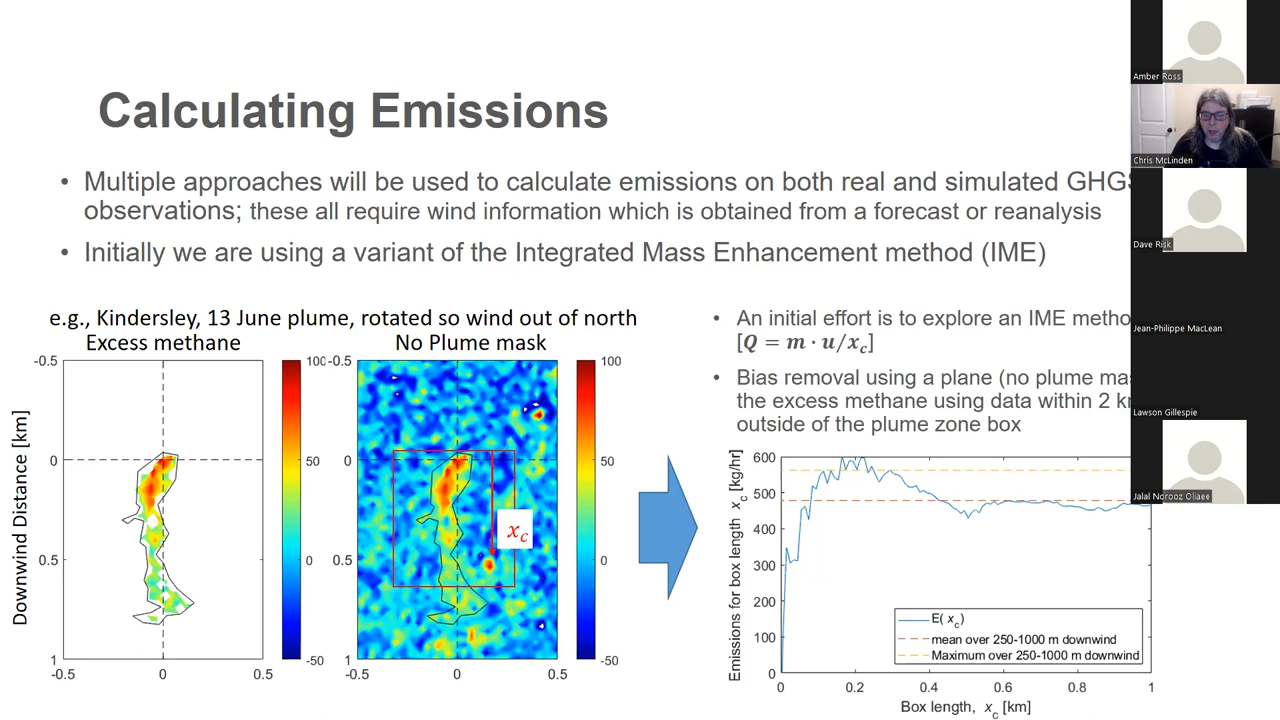 Calculating Emissions
• Multiple approaches will be used to calculate emissions on both real and simulated GHGS
observations; these all require wind information which is obtained from a forecast or reanalysis
• Initially we are using a variant of the Integrated Mass Enhancement method (IME)
e.g., Kindersley, 13 June plume, rotated so wind out of north
Excess methane
No Plume mask
-0.5
0
0.5
1
Downwind Distance [km]
-0.5
0
0.5
100
50
0
-50
-0.5
0
0.5
1
-0.5
0
0.5
x_c
100
50
0
-50
• An initial effort is to explore an IME metho
[Q = m · u/x_c]
• Bias removal using a plane (no plume ma
the excess methane using data within 2 k
outside of the plume zone box
Emissions for box length x_c [kg/hr]
600
500
400
300
200
100
0
E( x_c)
mean over 250-1000 m downwind
Maximum over 250-1000 m downwind
0
0.2
0.4
0.6
0.8
1
Box length, x_c [km]
Amber Ross
Chris McLinden
Dave Risk
Jean-Philippe MacLean
Lawson Gillespie
Jalal Norooz Oliaee